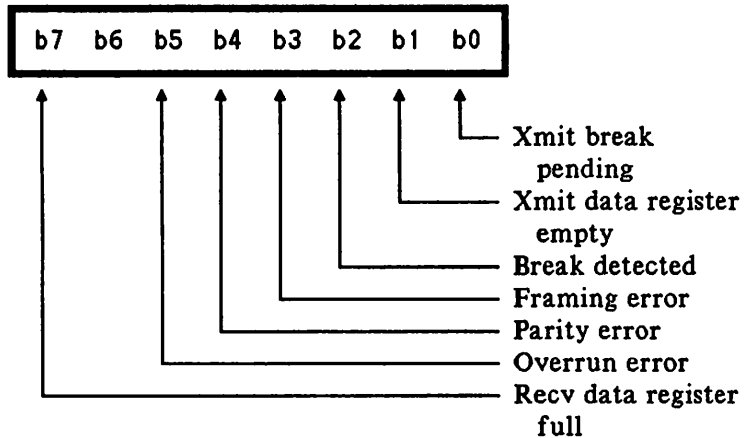 b7 b6 b5 b4 b3 b2 b1 b0
Xmit break
pending
Xmit data register
empty
Break detected
Framing error
Parity error
Overrun error
Recv data register
full